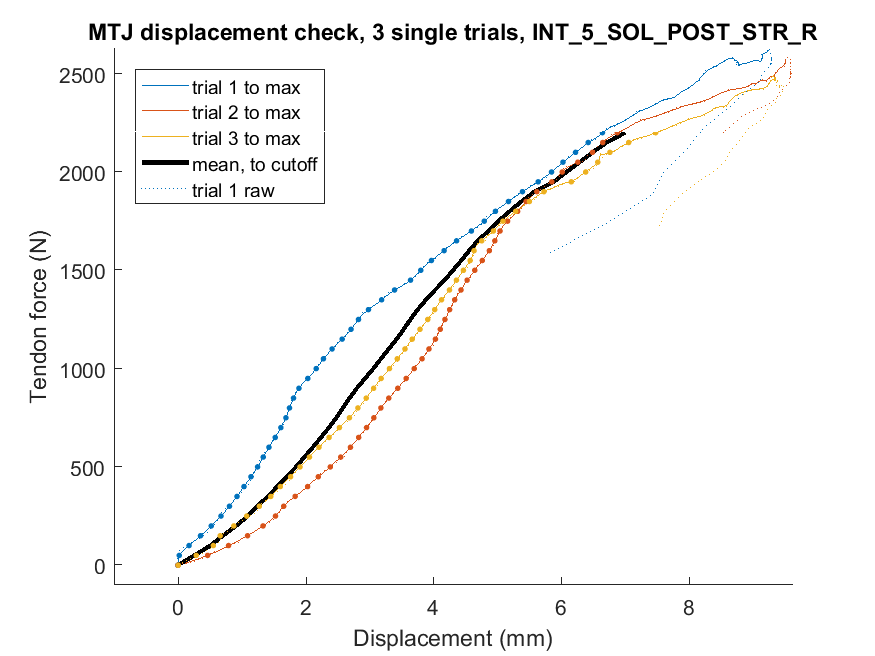 MTJ displacement check, 3 single trials, INT_5_SOL_POST_STR_R
2500
2000
1500
1000
500
0
Tendon force (N)
trial 1 to max
trial 2 to max
trial 3 to max
mean, to cutoff
trial 1 raw
0 2 4 6 8
Displacement (mm)